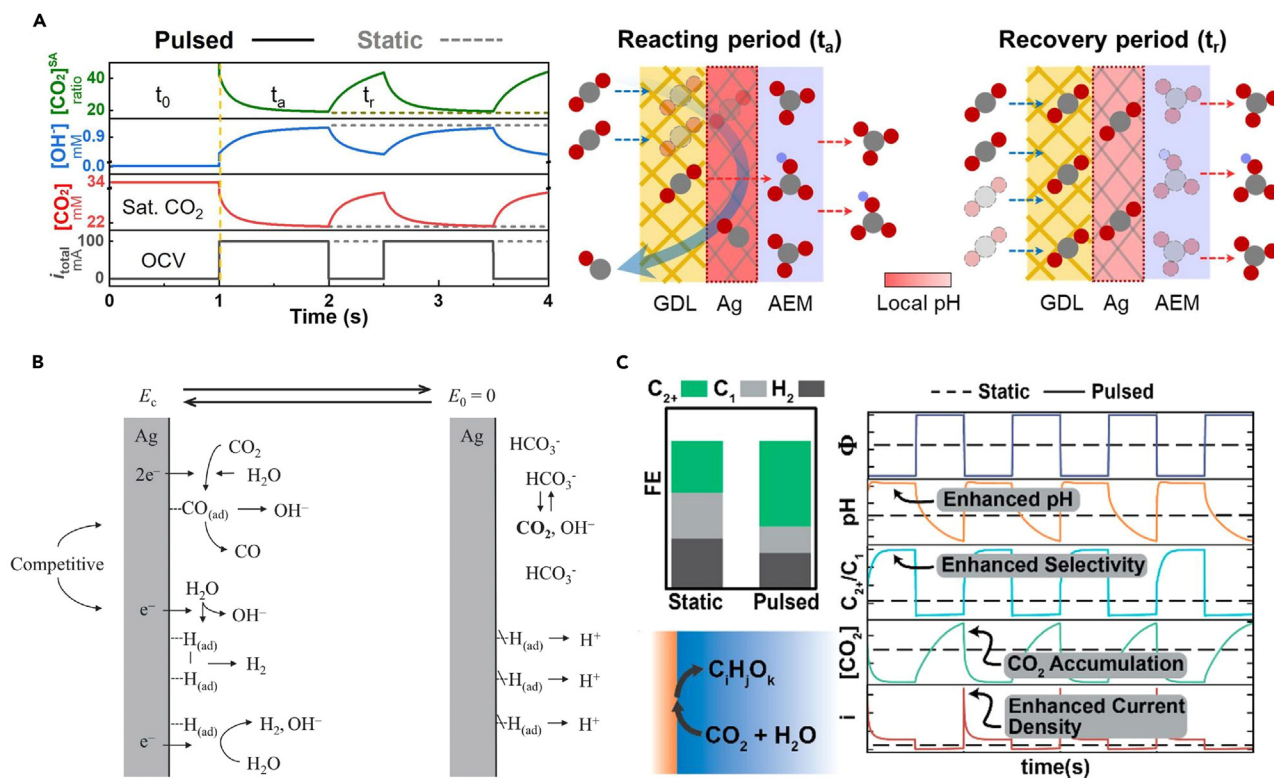 A
Pulsed
Static
[CO₂]ˢᴬ
ratio
40
20
t₀
tₐ
tᵣ
[OH⁻]
mM
0.9
0.0
[CO₂]
mM
34
22
Sat. CO₂
i_total
mA
100
0
OCV
0 1 2 3 4
Time (s)
Reacting period (tₐ)
GDL Ag AEM
Local pH
Recovery period (tᵣ)
GDL Ag AEM
B
E_c
E₀ = 0
Ag
CO₂
2e⁻
H₂O
CO₍ad₎
OH⁻
CO
Competitive
H₂O
e⁻
OH⁻
H₍ad₎
H₂
H₍ad₎
H₍ad₎
H₂, OH⁻
e⁻
H₂O
Ag
HCO₃⁻
HCO₃⁻
CO₂, OH⁻
HCO₃⁻
H₍ad₎ H⁺
H₍ad₎ H⁺
H₍ad₎ H⁺
C
C₂₊ C₁ H₂
FE
Static Pulsed
CᵢHⱼOₖ
CO₂ + H₂O
Static Pulsed
Φ
pH
Enhanced pH
C₂₊/C₁
Enhanced Selectivity
[CO₂]
CO₂ Accumulation
i
Enhanced Current
Density
time(s)